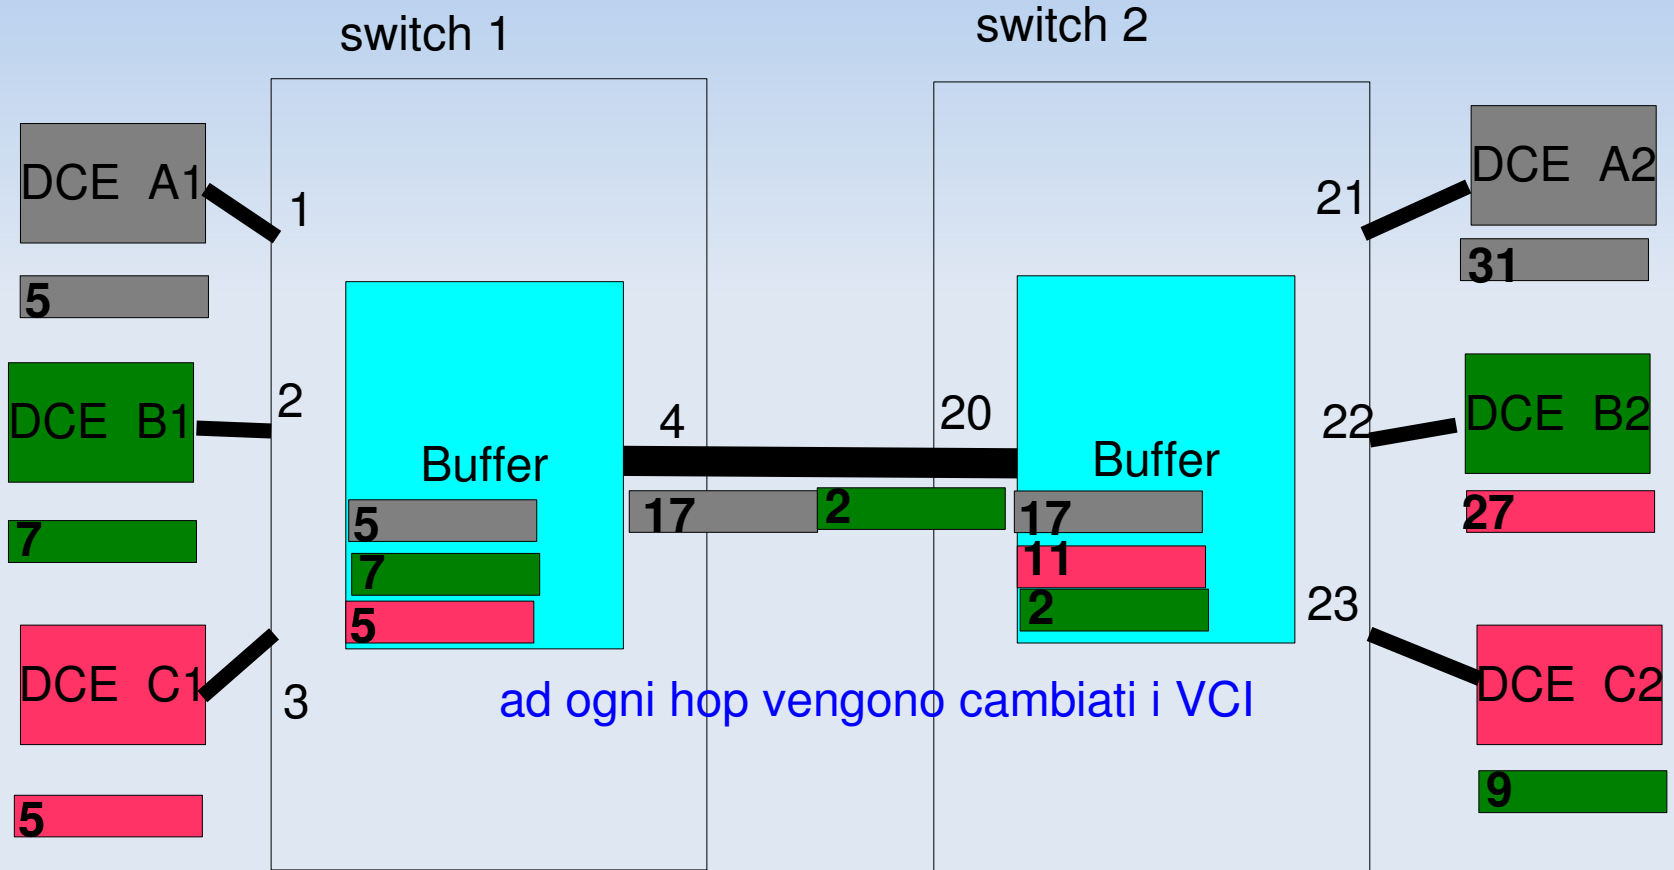 switch 1
switch 2
DCE A1
1
5
DCE B1
2
7
DCE C1
3
5
Buffer
5
7
5
4
17
2
20
Buffer
17
11
2
21
DCE A2
31
22
DCE B2
27
23
DCE C2
9
ad ogni hop vengono cambiati i VCI